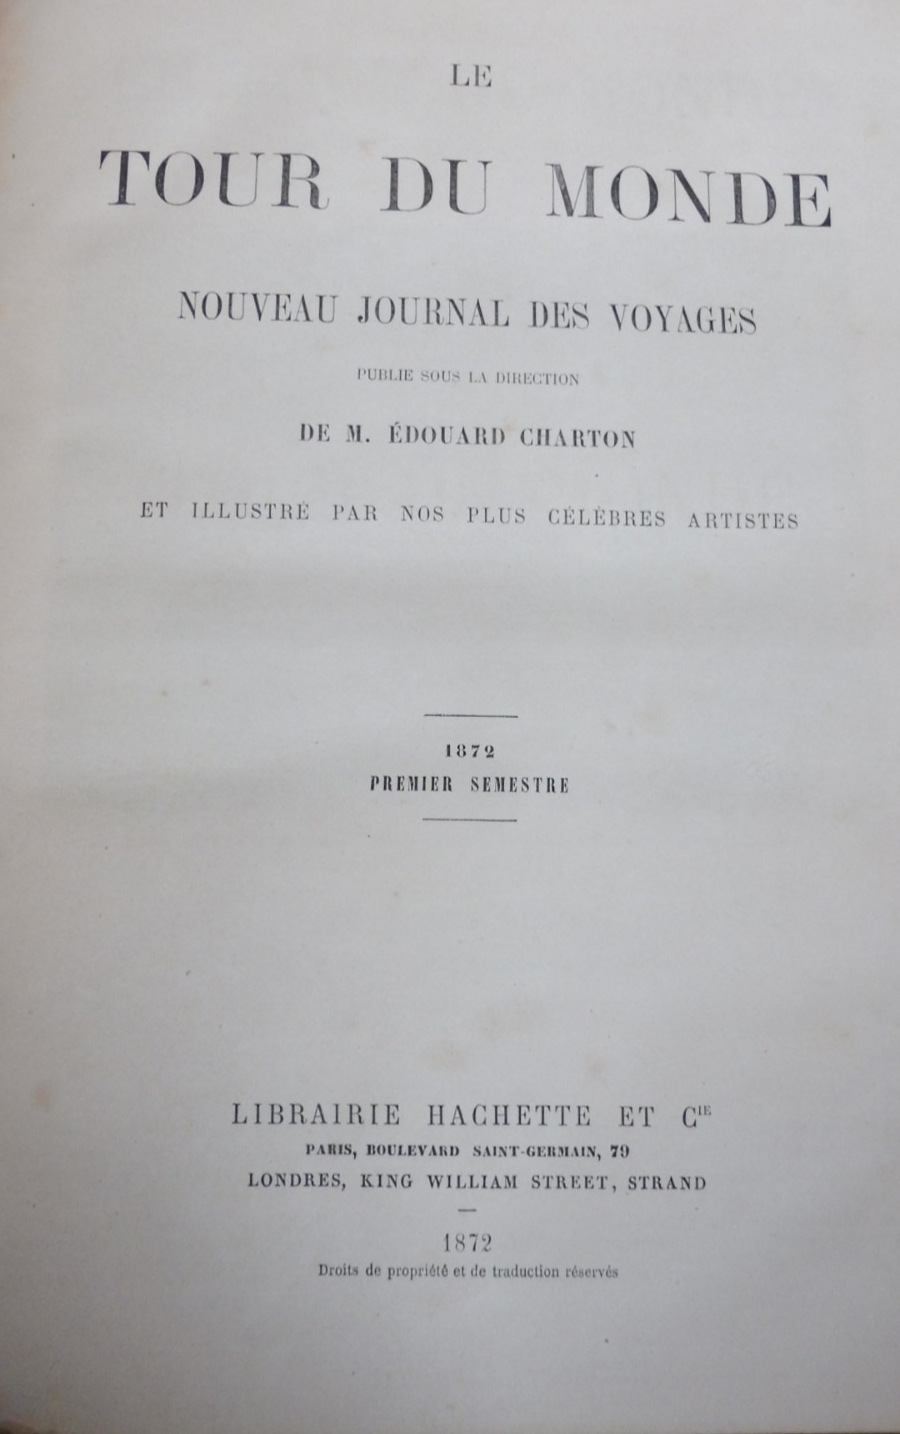 LE
TOUR DU MONDE
NOUVEAU JOURNAL DES VOYAGES
PUBLIÉ SOUS LA DIRECTION
DE M. ÉDOUARD CHARTON
ET ILLUSTRÉ PAR NOS PLUS CÉLÈBRES ARTISTES
1872
PREMIER SEMESTRE
LIBRAIRIE HACHETTE ET CIE
PARIS, BOULEVARD SAINT-GERMAIN, 79
LONDRES, KING WILLIAM STREET, STRAND
1872
Droits de propriété et de traduction réservés